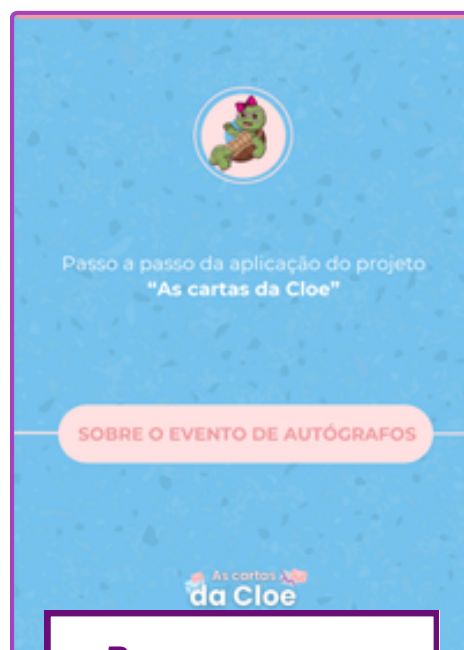 Passo a passo da aplicação do projeto
“As cartas da Cloe”
SOBRE O EVENTO DE AUTÓGRAFOS
As cartas
da Cloe